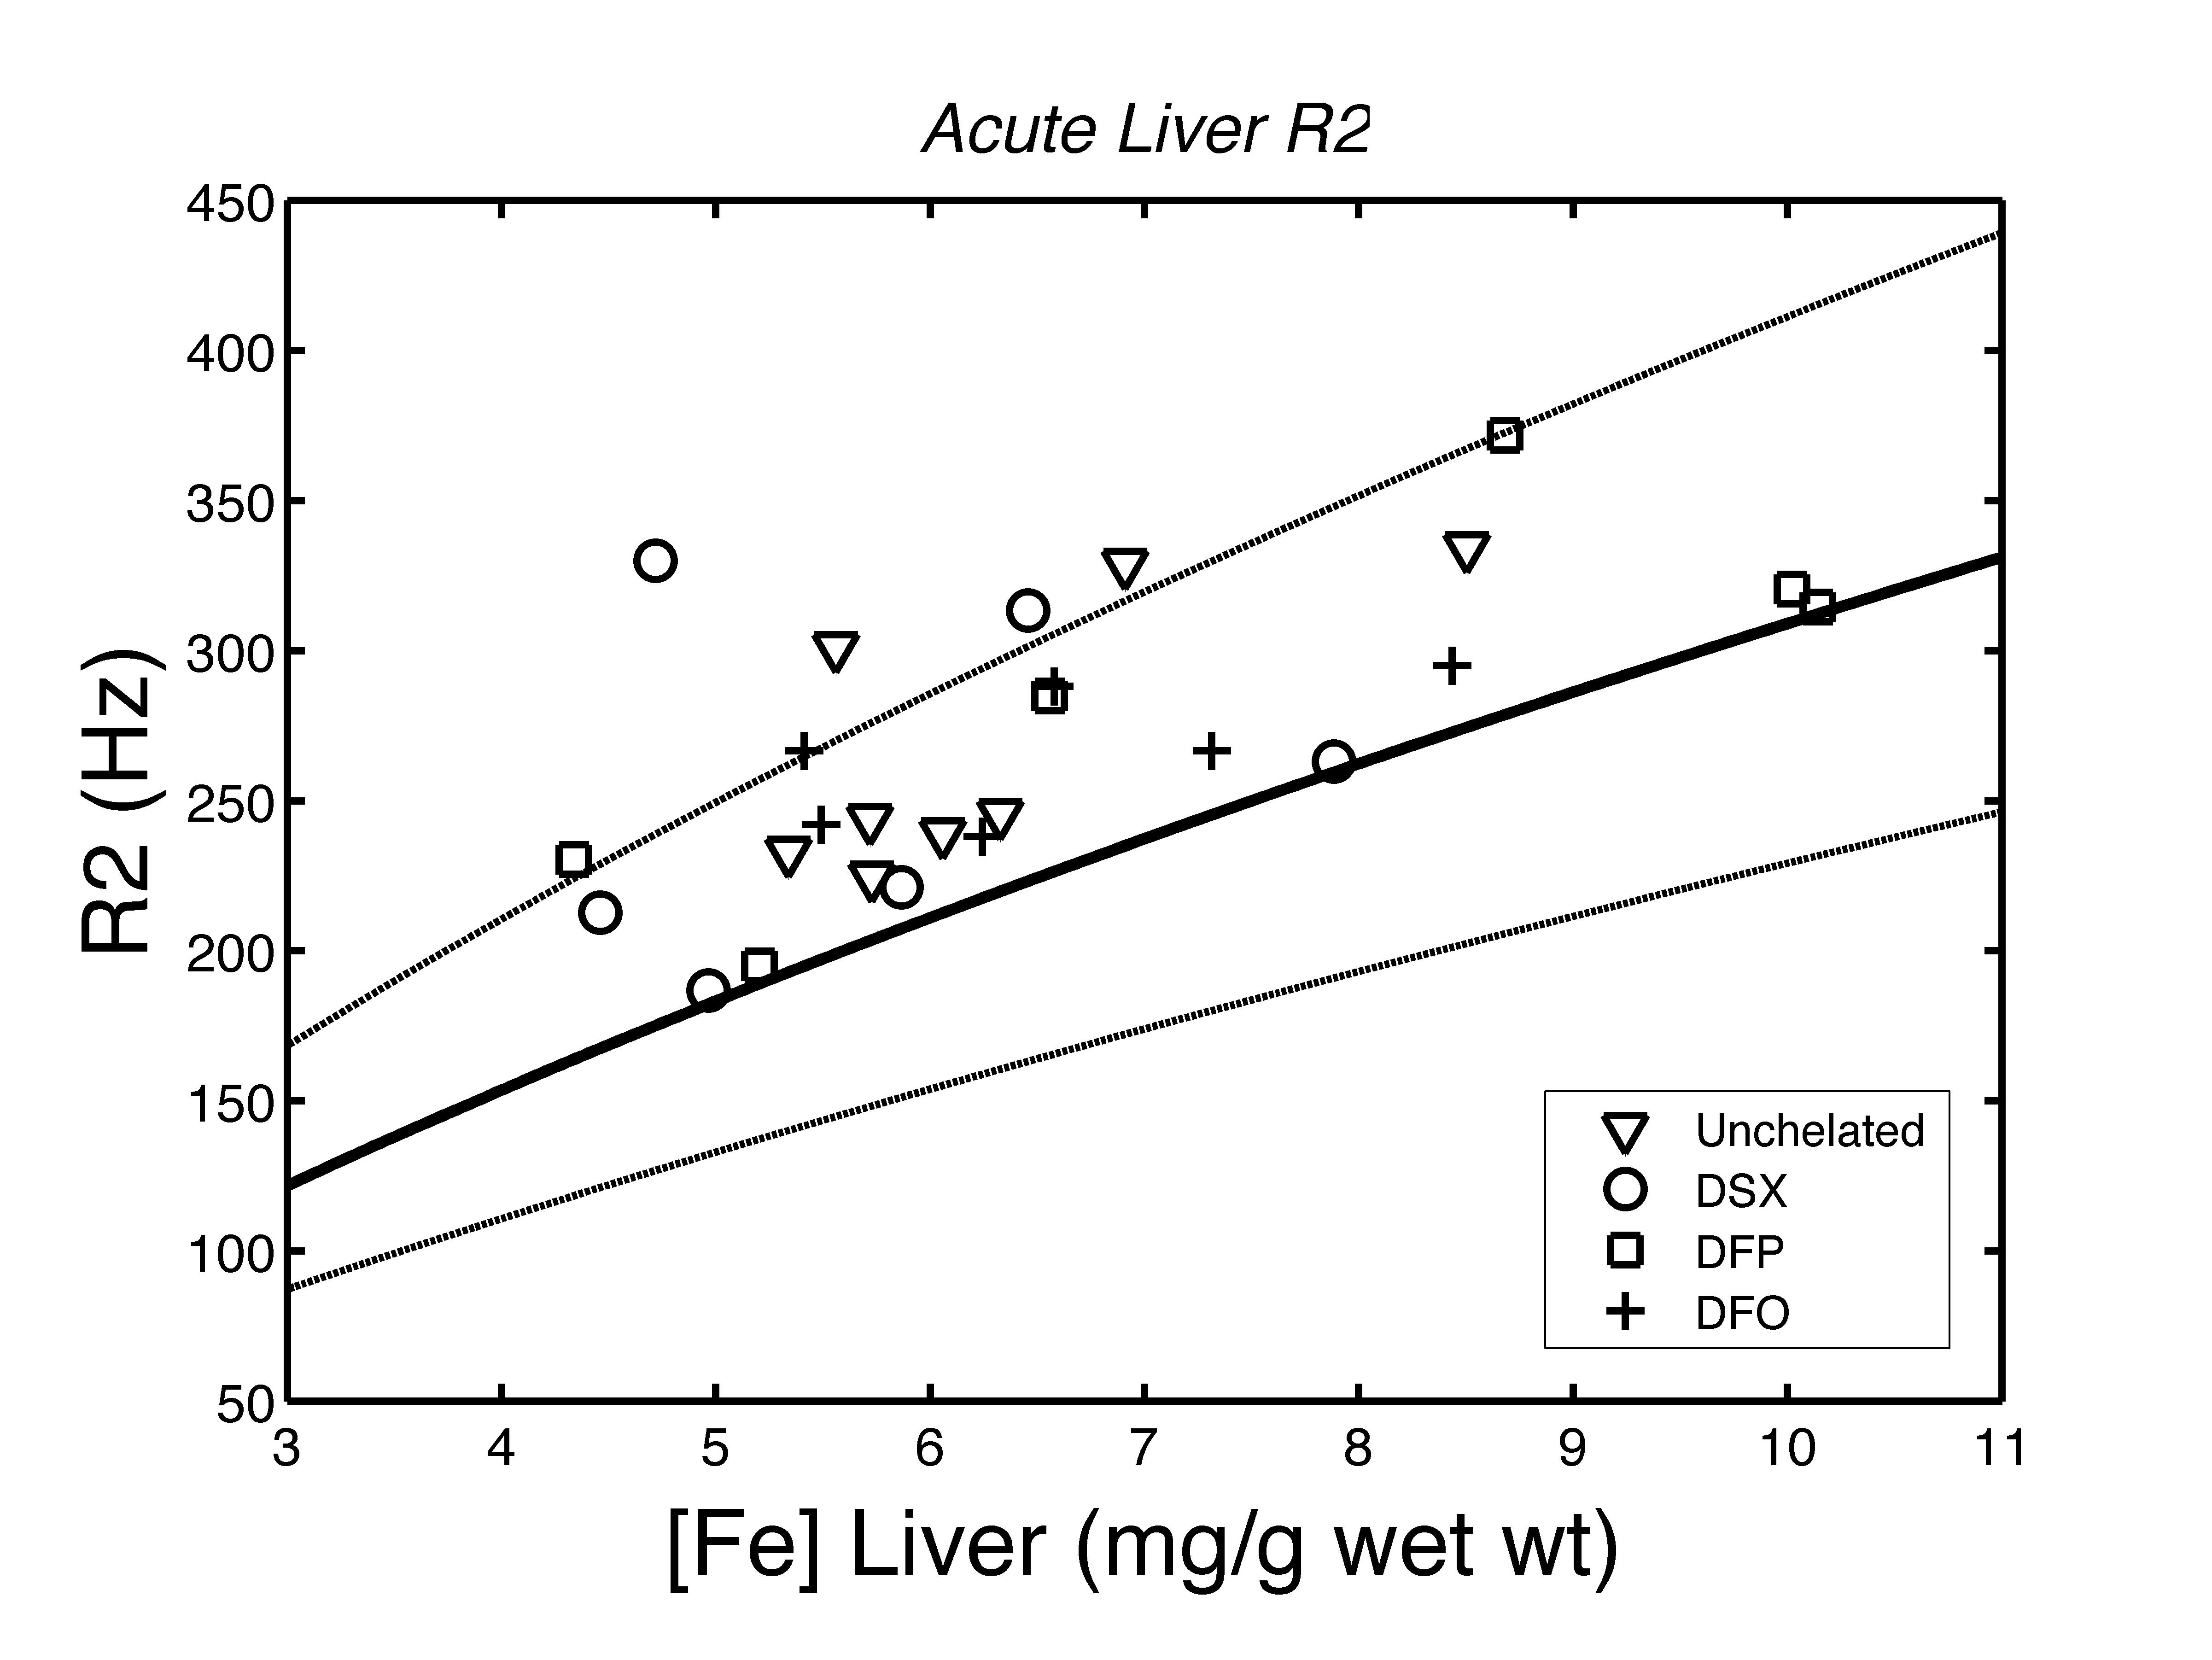 Acute Liver R2
450
400
350
300
250
200
150
100
50
R2 (Hz)
3 4 5 6 7 8 9 10 11
[Fe] Liver (mg/g wet wt)
Unchelated
DSX
DFP
DFO